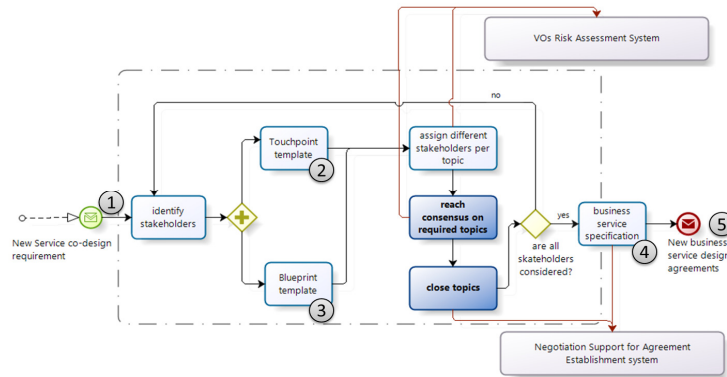 VOs Risk Assessment System
no
Touchpoint
template
2
assign different
stakeholders per
topic
1
identify
stakeholders
reach
consensus on
required topics
yes
business
service
specification
4
5
New Service co-design
requirement
are all
skateholders
considered?
New business
service design
agreements
Blueprint
template
3
close topics
Negotiation Support for Agreement
Establishment system